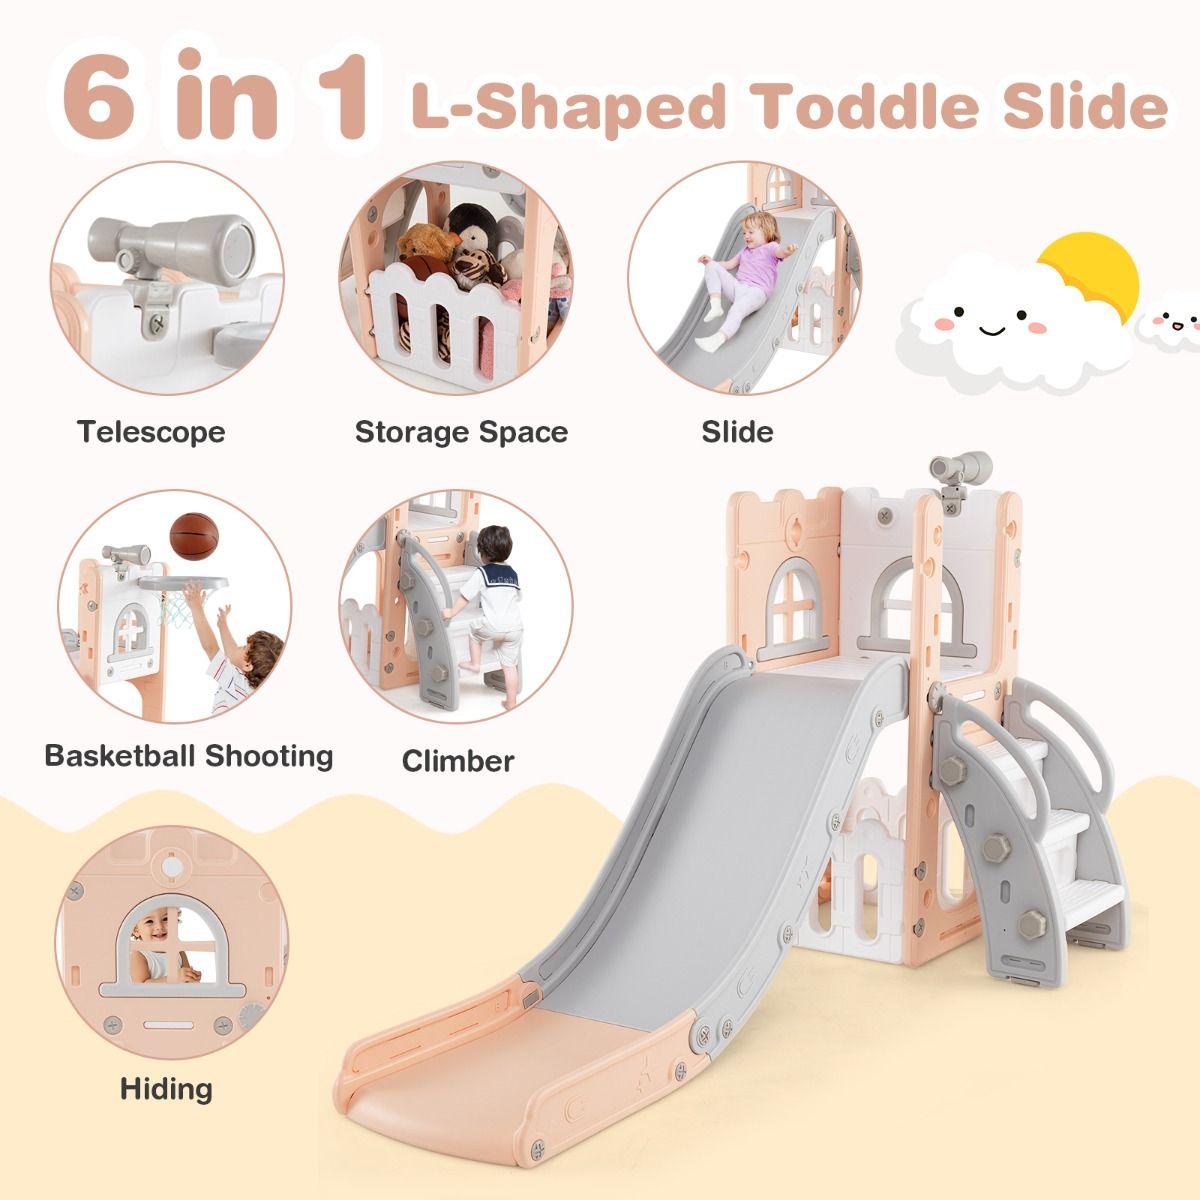 6 in 1 L-Shaped Toddle Slide
Telescope
Storage Space
Slide
Basketball Shooting
Climber
Hiding